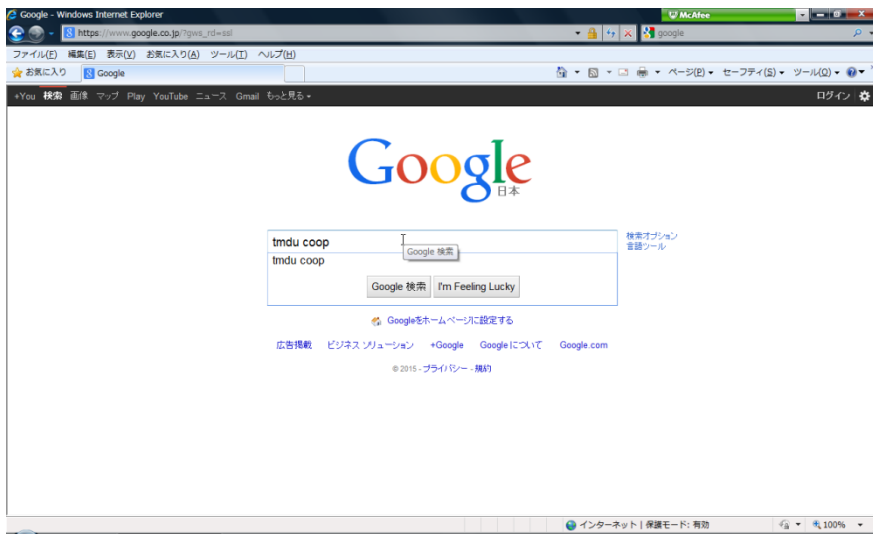 Google - Windows Internet Explorer
McAfee
https://www.google.co.jp/?gws_rd=ssl
google
ファイル(F) 編集(E) 表示(V) お気に入り(A) ツール(T) ヘルプ(H)
お気に入り Google ページ(P) セーフティ(S) ツール(O)
+You 検索 画像 マップ Play YouTube ニュース Gmail もっと見る ログイン
Google
日本
tmdu coop
Google 検索
tmdu coop
Google 検索 I'm Feeling Lucky
検索オプション
言語ツール
Googleをホームページに設定する
広告掲載 ビジネス ソリューション +Google Google について Google.com
© 2015 - プライバシー - 規約
インターネット | 保護モード: 有効 100%